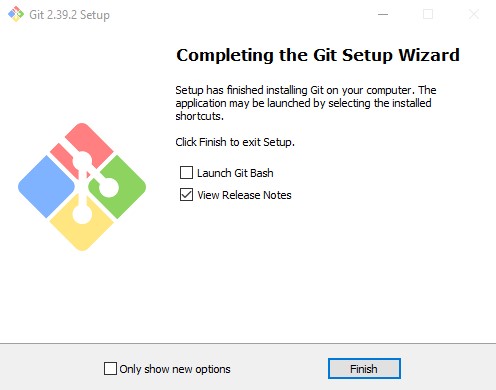 Git 2.39.2 Setup
Completing the Git Setup Wizard
Setup has finished installing Git on your computer. The
application may be launched by selecting the installed
shortcuts.
Click Finish to exit Setup.
Launch Git Bash
View Release Notes
Only show new options
Finish